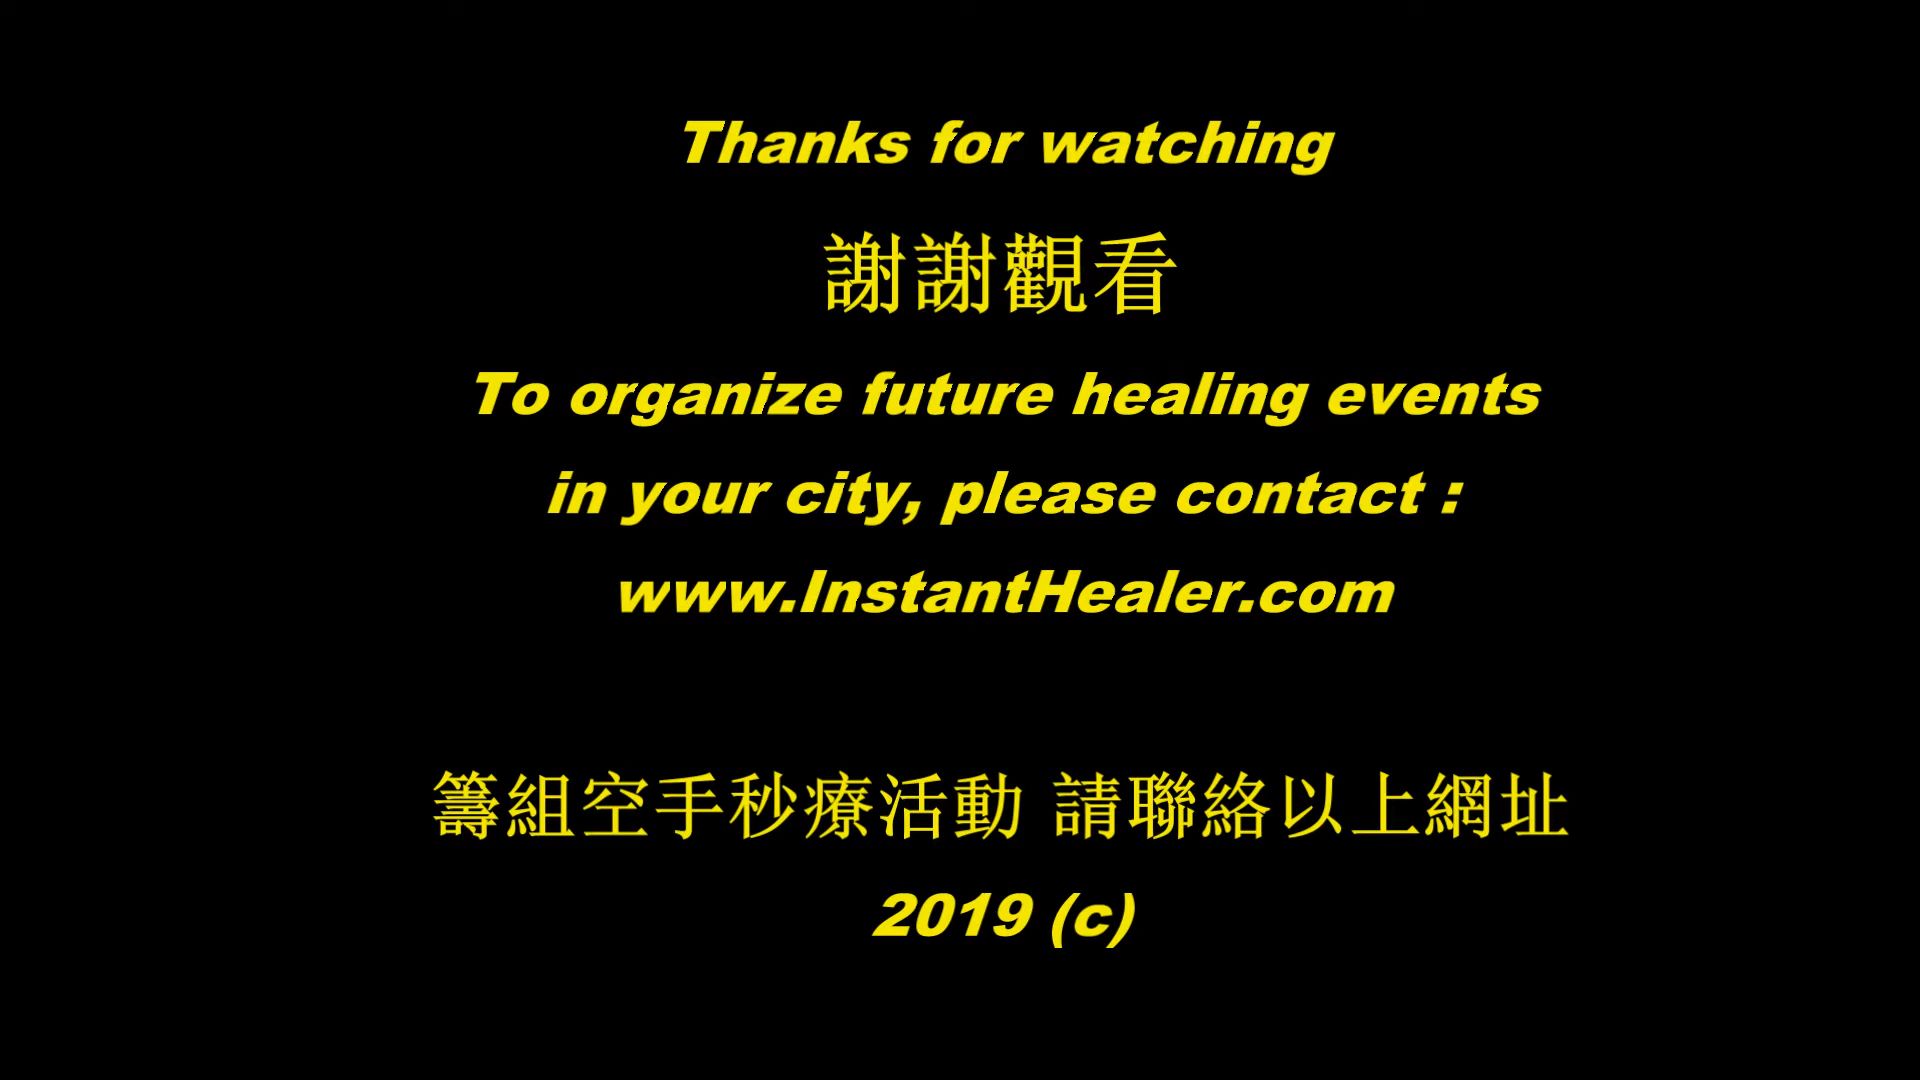 Thanks for watching
謝謝觀看
To organize future healing events
in your city, please contact :
www.InstantHealer.com
籌組空手秒療活動 請聯絡以上網址
2019 (c)